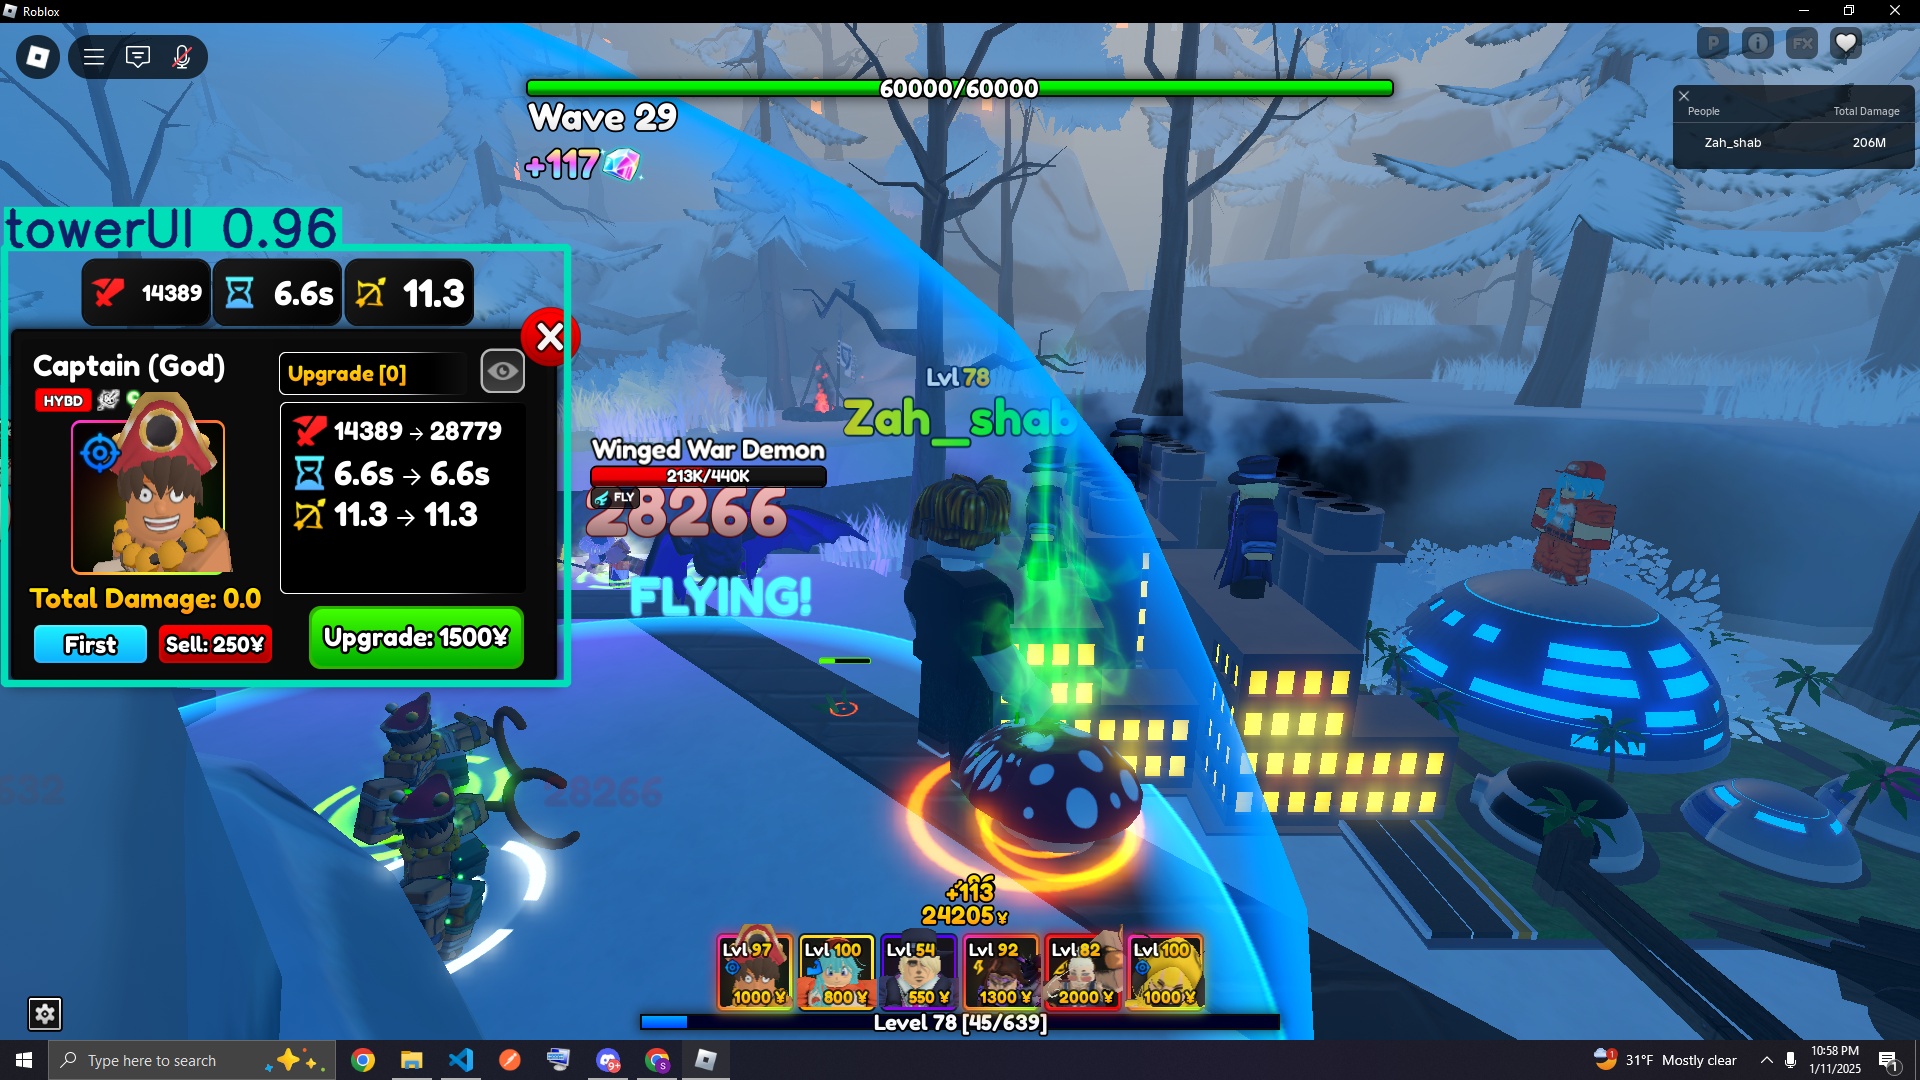 Roblox
P
i
FX
60000/60000
Wave 29
+117
People
Total Damage
Zah_shab
206M
towerUI 0.96
14389
6.6s
11.3
X
Captain (God)
Upgrade [0]
HYBD
14389 → 28779
6.6s → 6.6s
11.3 → 11.3
Total Damage: 0.0
First
Sell: 250¥
Upgrade: 1500¥
Lvl 78
Zah_shab
Winged War Demon
213K/440K
FLY
28266
FLYING!
28266
+113
24205¥
Lvl 97
Lvl 100
Lvl 54
Lvl 92
Lvl 82
Lvl 100
1000 ¥
800 ¥
550 ¥
1300 ¥
2000 ¥
1000 ¥
Level 78 [45/639]
Type here to search
31°F Mostly clear
10:58 PM
1/11/2025